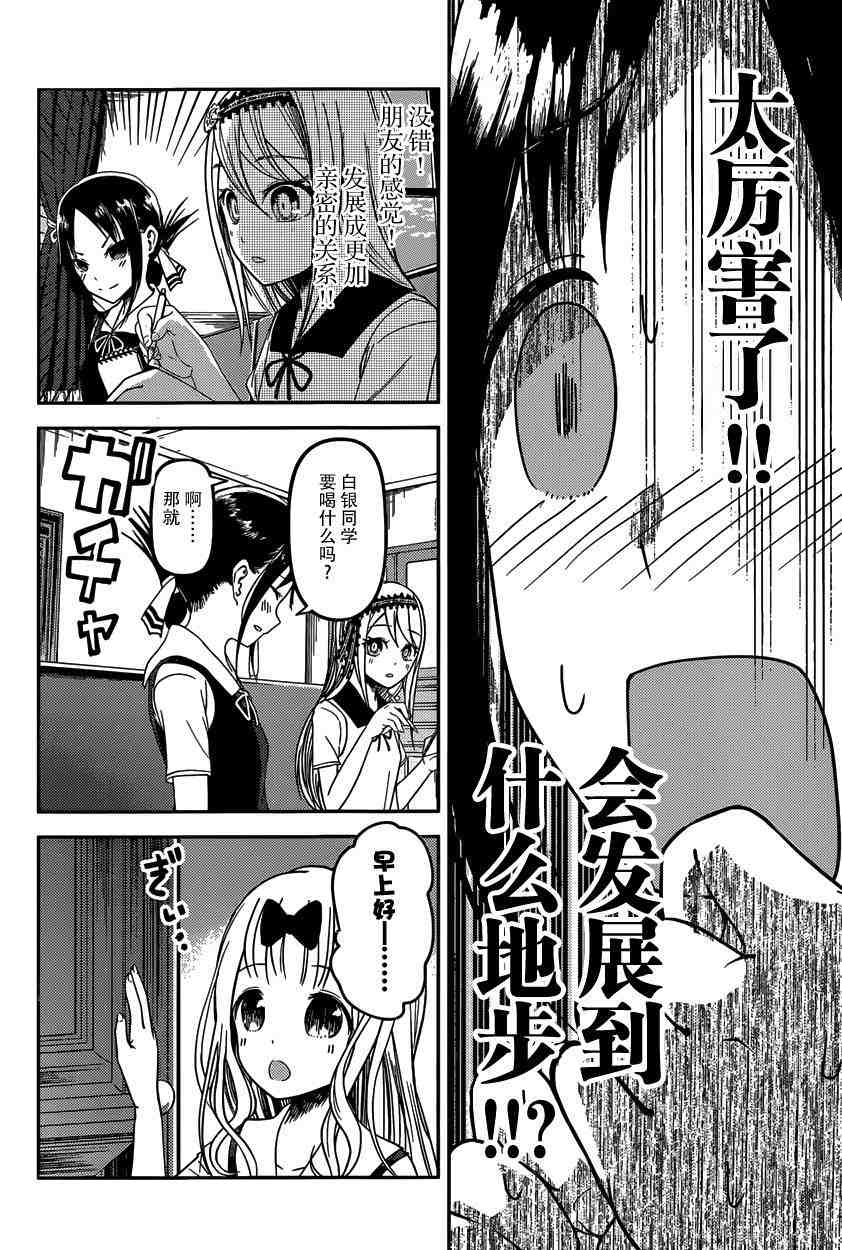 太厉害了!!
会发展到
什么地步!!?
没错！
朋友的感觉！
发展成更加
亲密的关系!!
白银同学
要喝什么吗？
啊……
那就
ガチャ
早上好—……
ぎぃ…